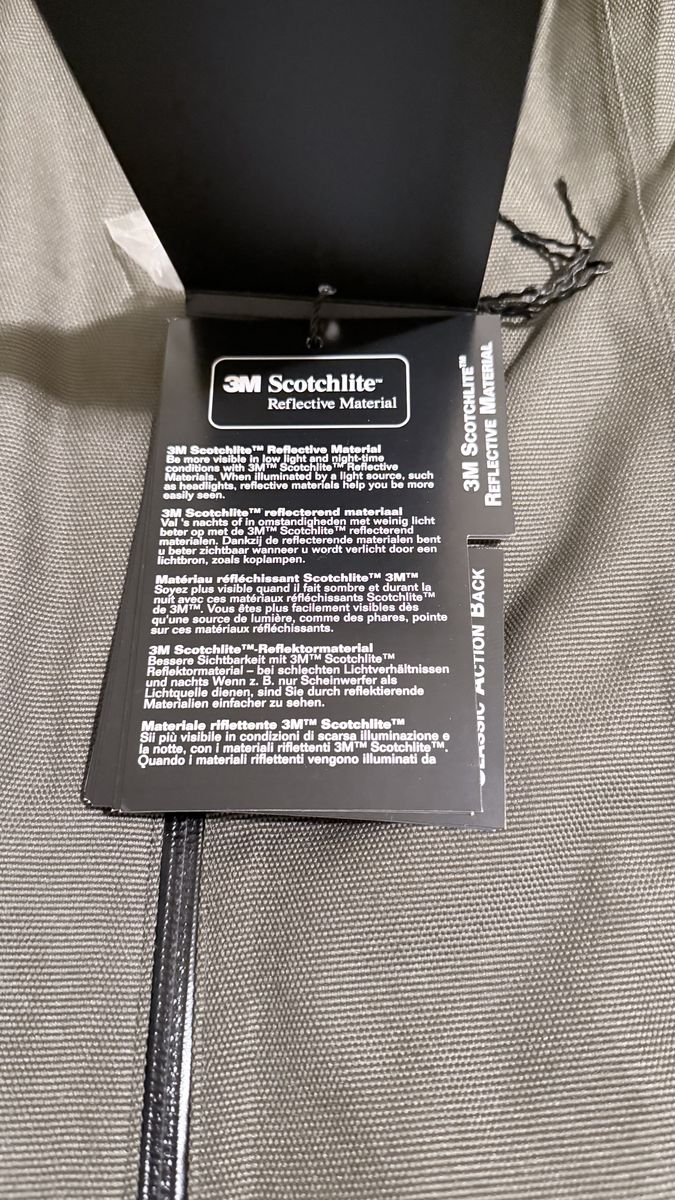 3M Scotchlite™
Reflective Material
3M Scotchlite™ Reflective Material
Be more visible in low light and night-time
conditions with 3M™ Scotchlite™ Reflective
Materials. When illuminated by a light source, such
as headlights, reflective materials help you be more
easily seen.
3M Scotchlite™ reflecterend materiaal
Val 's nachts of in omstandigheden met weinig licht
beter op met de 3M™ Scotchlite™ reflecterend
materialen. Dankzij de reflecterende materialen bent
u beter zichtbaar wanneer u wordt verlicht door een
lichtbron, zoals koplampen.
Matériau réfléchissant Scotchlite™ 3M™
Soyez plus visible quand il fait sombre et durant la
nuit avec ces matériaux réfléchissants Scotchlite™
de 3M™. Vous êtes plus facilement visibles dès
qu'une source de lumière, comme des phares, pointe
sur ces matériaux réfléchissants.
3M Scotchlite™-Reflektormaterial
Bessere Sichtbarkeit mit 3M™ Scotchlite™
Reflektormaterial – bei schlechten Lichtverhältnissen
und nachts Wenn z. B. nur Scheinwerfer als
Lichtquelle dienen, sind Sie durch reflektierende
Materialien einfacher zu sehen.
Materiale riflettente 3M™ Scotchlite™
Sii più visibile in condizioni di scarsa illuminazione e
la notte, con i materiali riflettenti 3M™ Scotchlite™.
Quando i materiali riflettenti vengono illuminati da
3M SCOTCHLITE™
REFLECTIVE MATERIAL
CLASSIC ACTION BACK